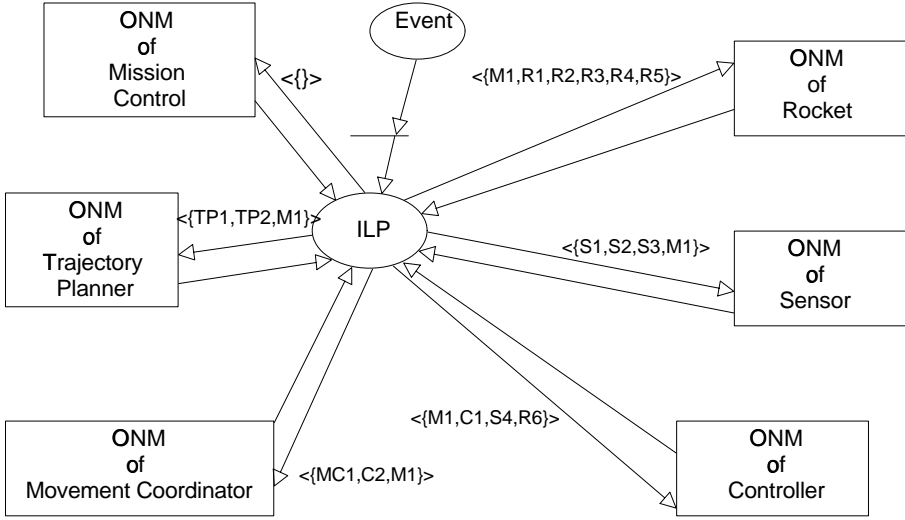 ONM
of
Mission
Control
Event
<{}>
<{M1,R1,R2,R3,R4,R5}>
ONM
of
Rocket
ONM
of
Trajectory
Planner
<{TP1,TP2,M1}>
ILP
<{S1,S2,S3,M1}>
ONM
of
Sensor
ONM
of
Movement Coordinator
<{MC1,C2,M1}>
<{M1,C1,S4,R6}>
ONM
of
Controller